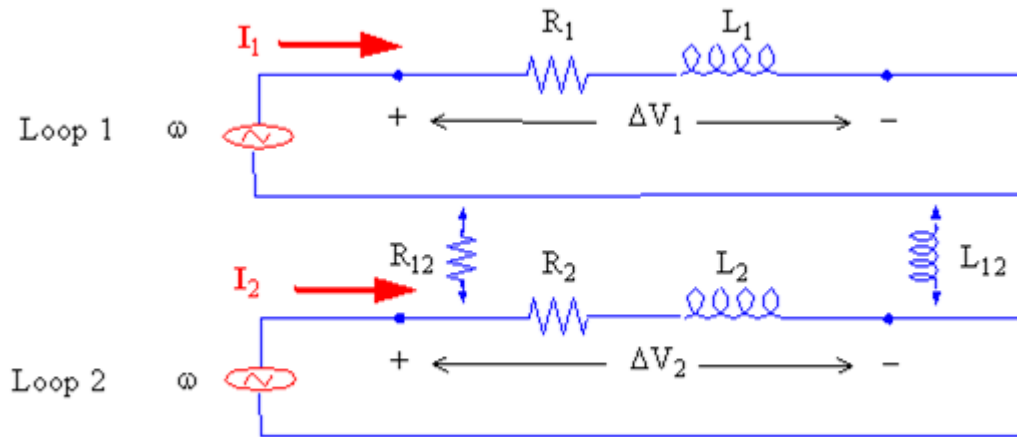 R₁ L₁
I₁
Loop 1 ω + ΔV₁ −
R₁₂ R₂ L₂ L₁₂
I₂
Loop 2 ω + ΔV₂ −